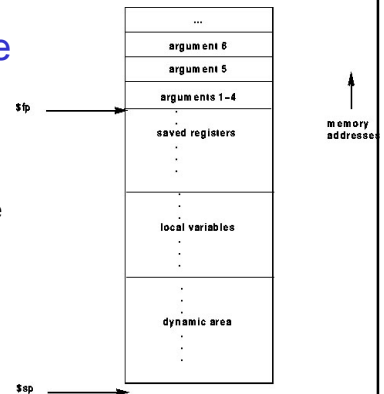 ...
argument 6
e
argument 5
arguments 1–4
$fp
saved registers
memory
addresses
e
local variables
dynamic area
$sp